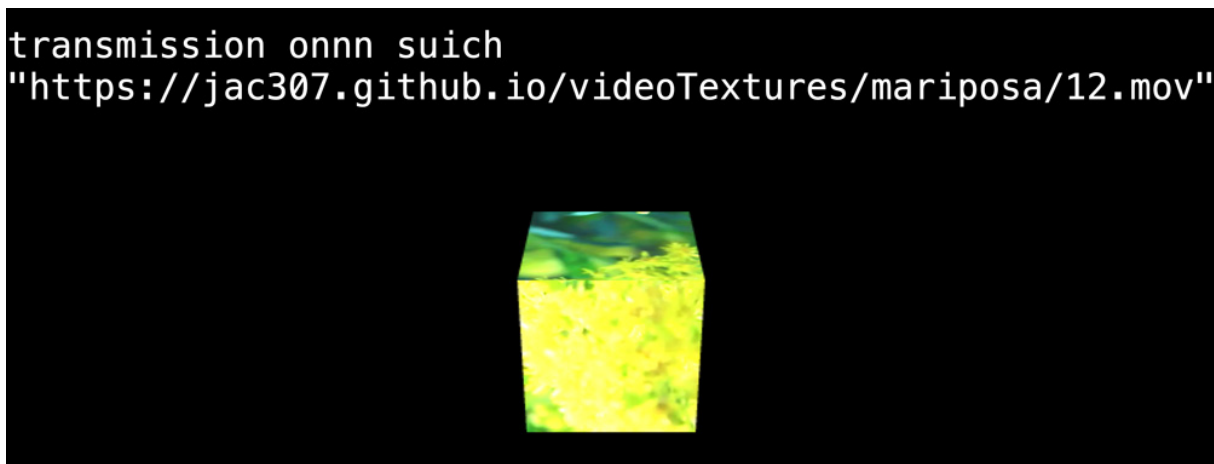 transmission onnn suich
"https://jac307.github.io/videoTextures/mariposa/12.mov"